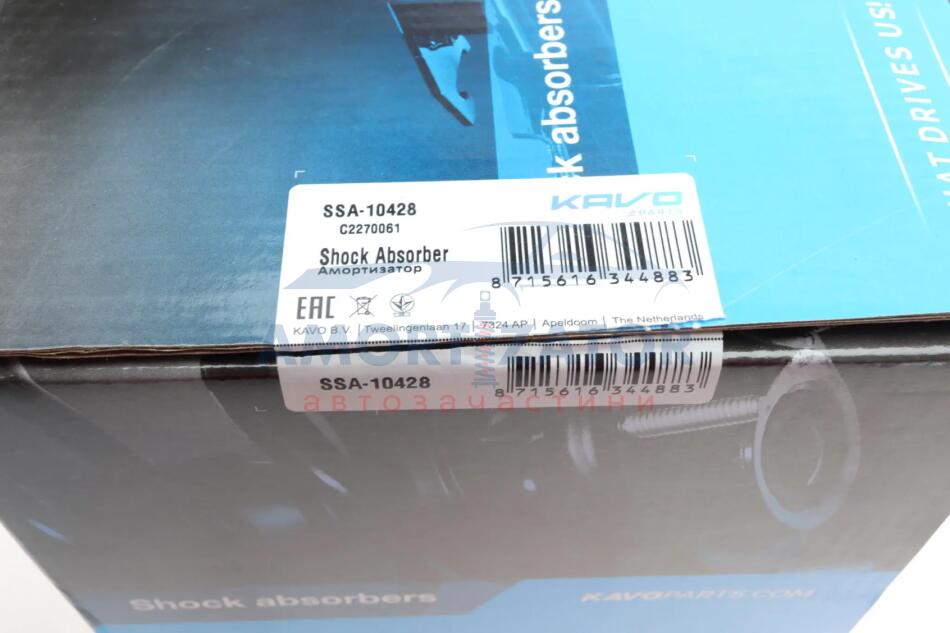 k absorbers
AT DRIVES US!
SSA-10428
C2270061
KAVO
PARTS
Shock Absorber
Амортизатор
8 715616 344883
EAC
KAVO B.V. | Tweelingenlaan 17 | 7324 AP | Apeldoorn | The Netherlands
AMORTIZATOR
SSA-10428
8 715616 344883
автозапчастини
Shock absorbers
KAVOPARTS.COM